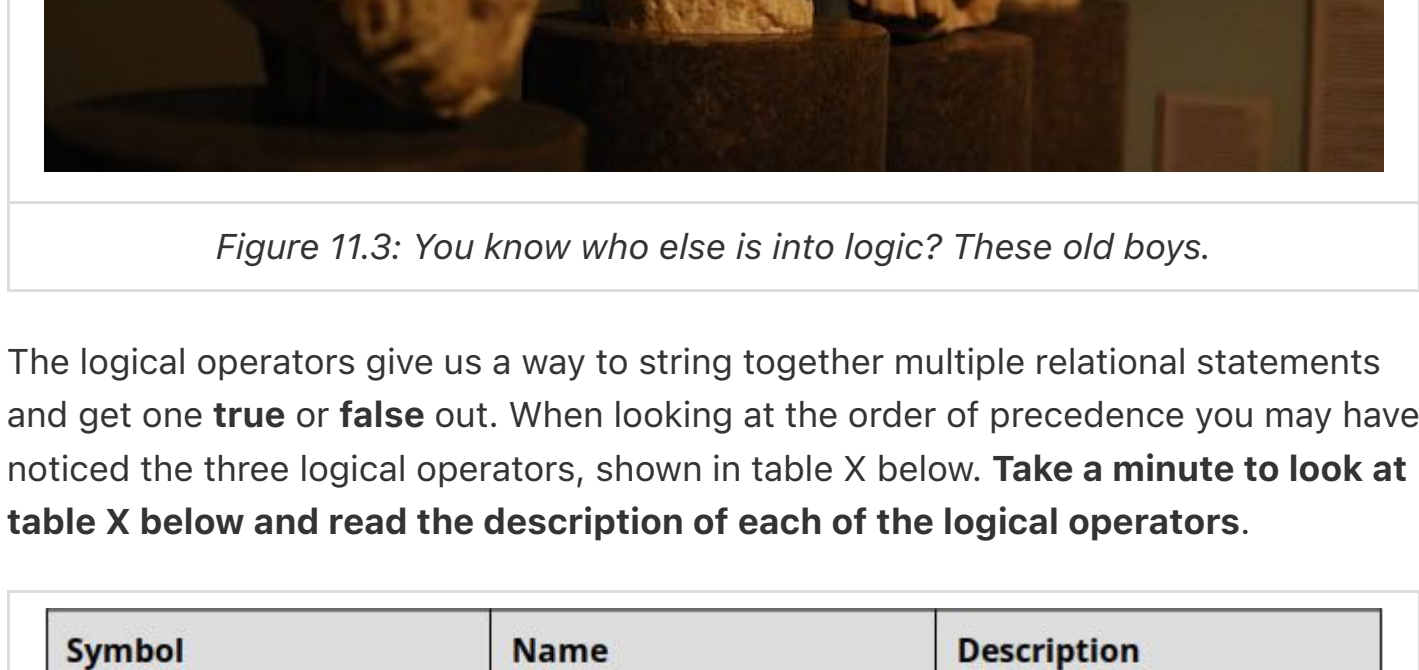 Figure 11.3: You know who else is into logic? These old boys.
The logical operators give us a way to string together multiple relational statements
and get one true or false out. When looking at the order of precedence you may have
noticed the three logical operators, shown in table X below. Take a minute to look at
table X below and read the description of each of the logical operators.
Symbol Name Description